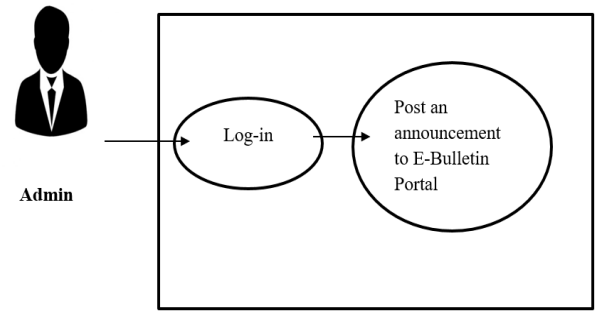 Admin
Log-in
Post an
announcement
to E-Bulletin
Portal